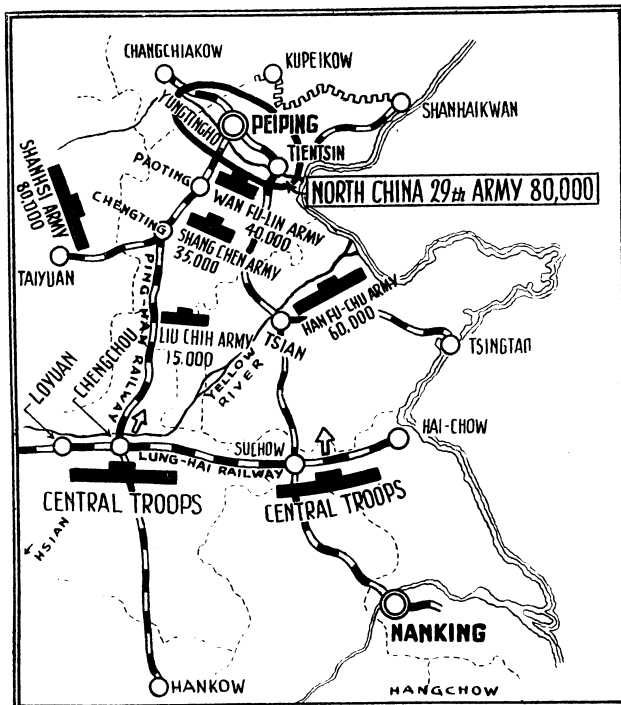 CHANGCHIAKOW
KUPEIKOW
SHANHAIKWAN
YUNGTINGHO
PEIPING
TIENTSIN
NORTH CHINA 29th ARMY 80,000
SHANHSI ARMY
80,000
PAOTING
WAN FU-LIN ARMY
40,000
CHENGTING
SHANG CHEN ARMY
35,000
TAIYUAN
PING-HAN RAILWAY
HAN FU-CHU ARMY
60,000
LIU CHIH ARMY
15.000
TSIAN
TSINGTAO
YELLOW
RIVER
LOYUAN
CHENGCHOU
HAI-CHOW
SUCHOW
LUNG-HAI RAILWAY
CENTRAL TROOPS
CENTRAL TROOPS
HSIAN
NANKING
HANKOW
HANGCHOW